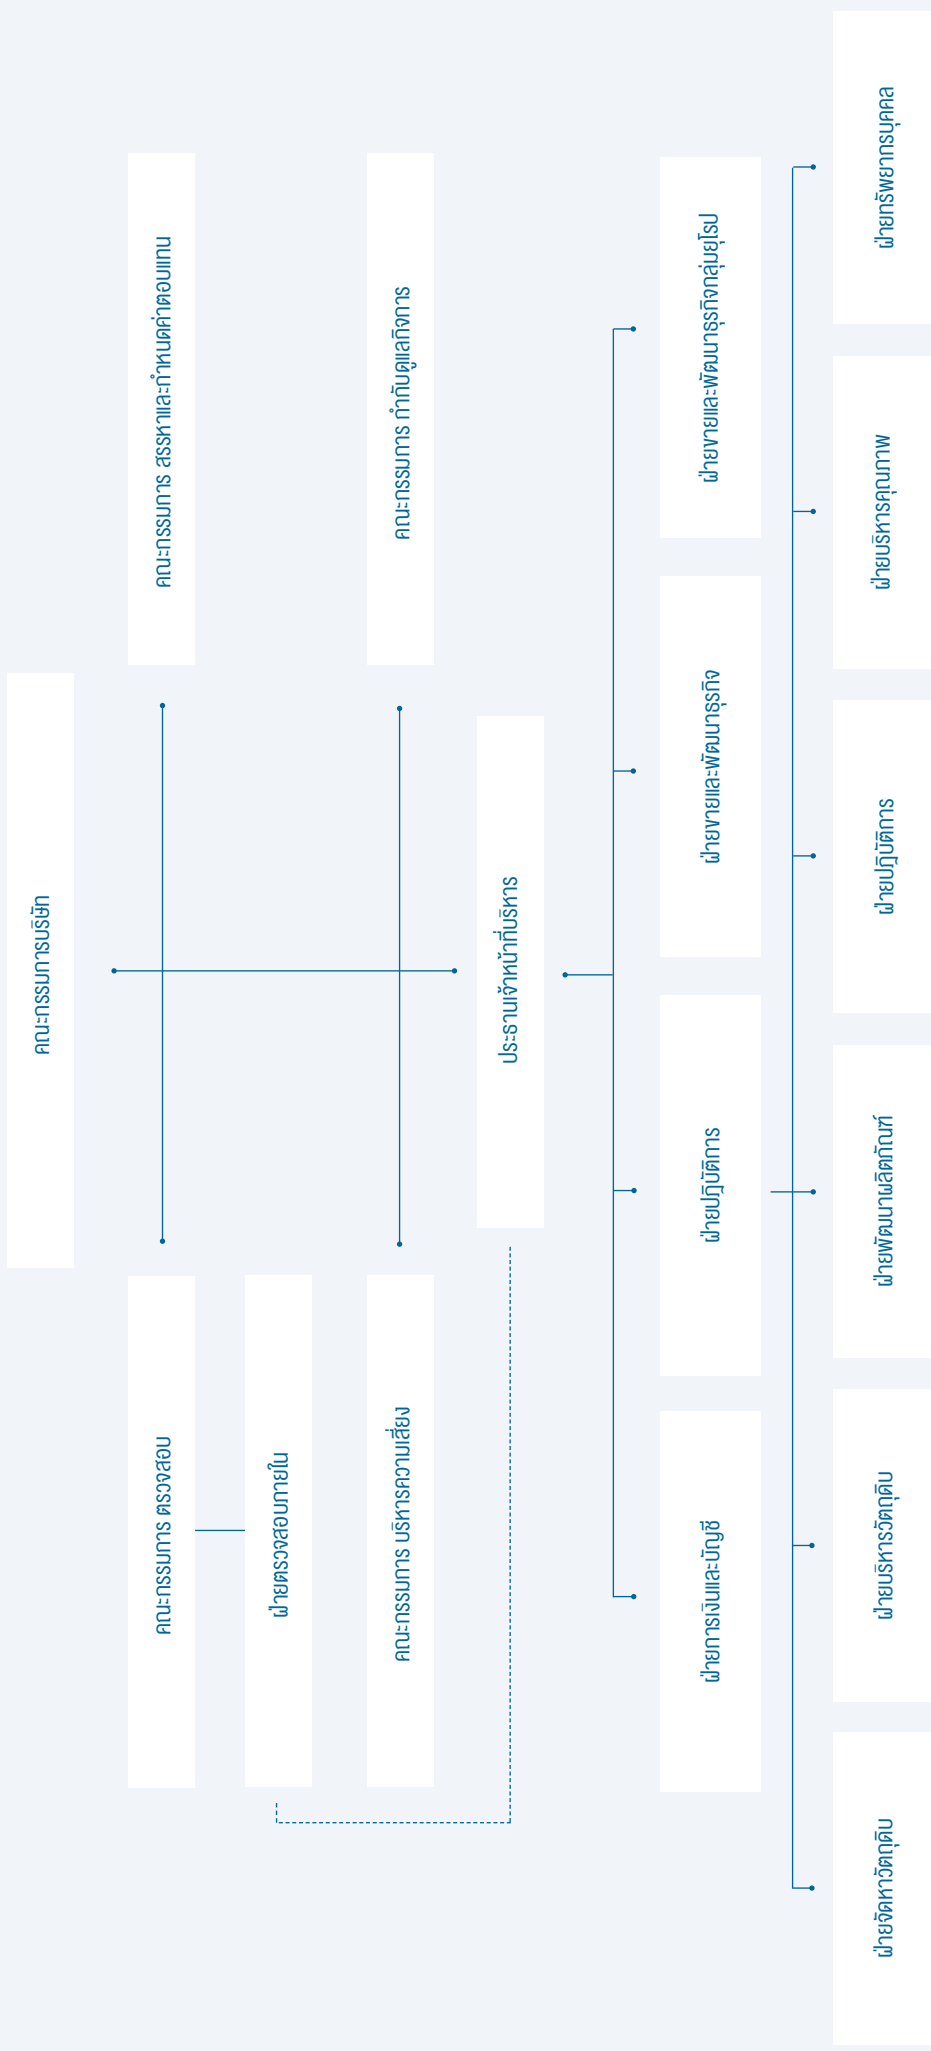 คณะกรรมการบริษัท
คณะกรรมการ ตรวจสอบ
คณะกรรมการ สรรหาและกำหนดค่าตอบแทน
ฝ่ายตรวจสอบภายใน
คณะกรรมการ บริหารความเสี่ยง
คณะกรรมการ กำกับดูแลกิจการ
ประธานเจ้าหน้าที่บริหาร
ฝ่ายการเงินและบัญชี
ฝ่ายปฏิบัติการ
ฝ่ายขายและพัฒนาธุรกิจ
ฝ่ายขายและพัฒนาธุรกิจกลุ่มยุโรป
ฝ่ายจัดหาวัตถุดิบ
ฝ่ายบริหารวัตถุดิบ
ฝ่ายพัฒนาผลิตภัณฑ์
ฝ่ายปฏิบัติการ
ฝ่ายบริหารคุณภาพ
ฝ่ายทรัพยากรบุคคล